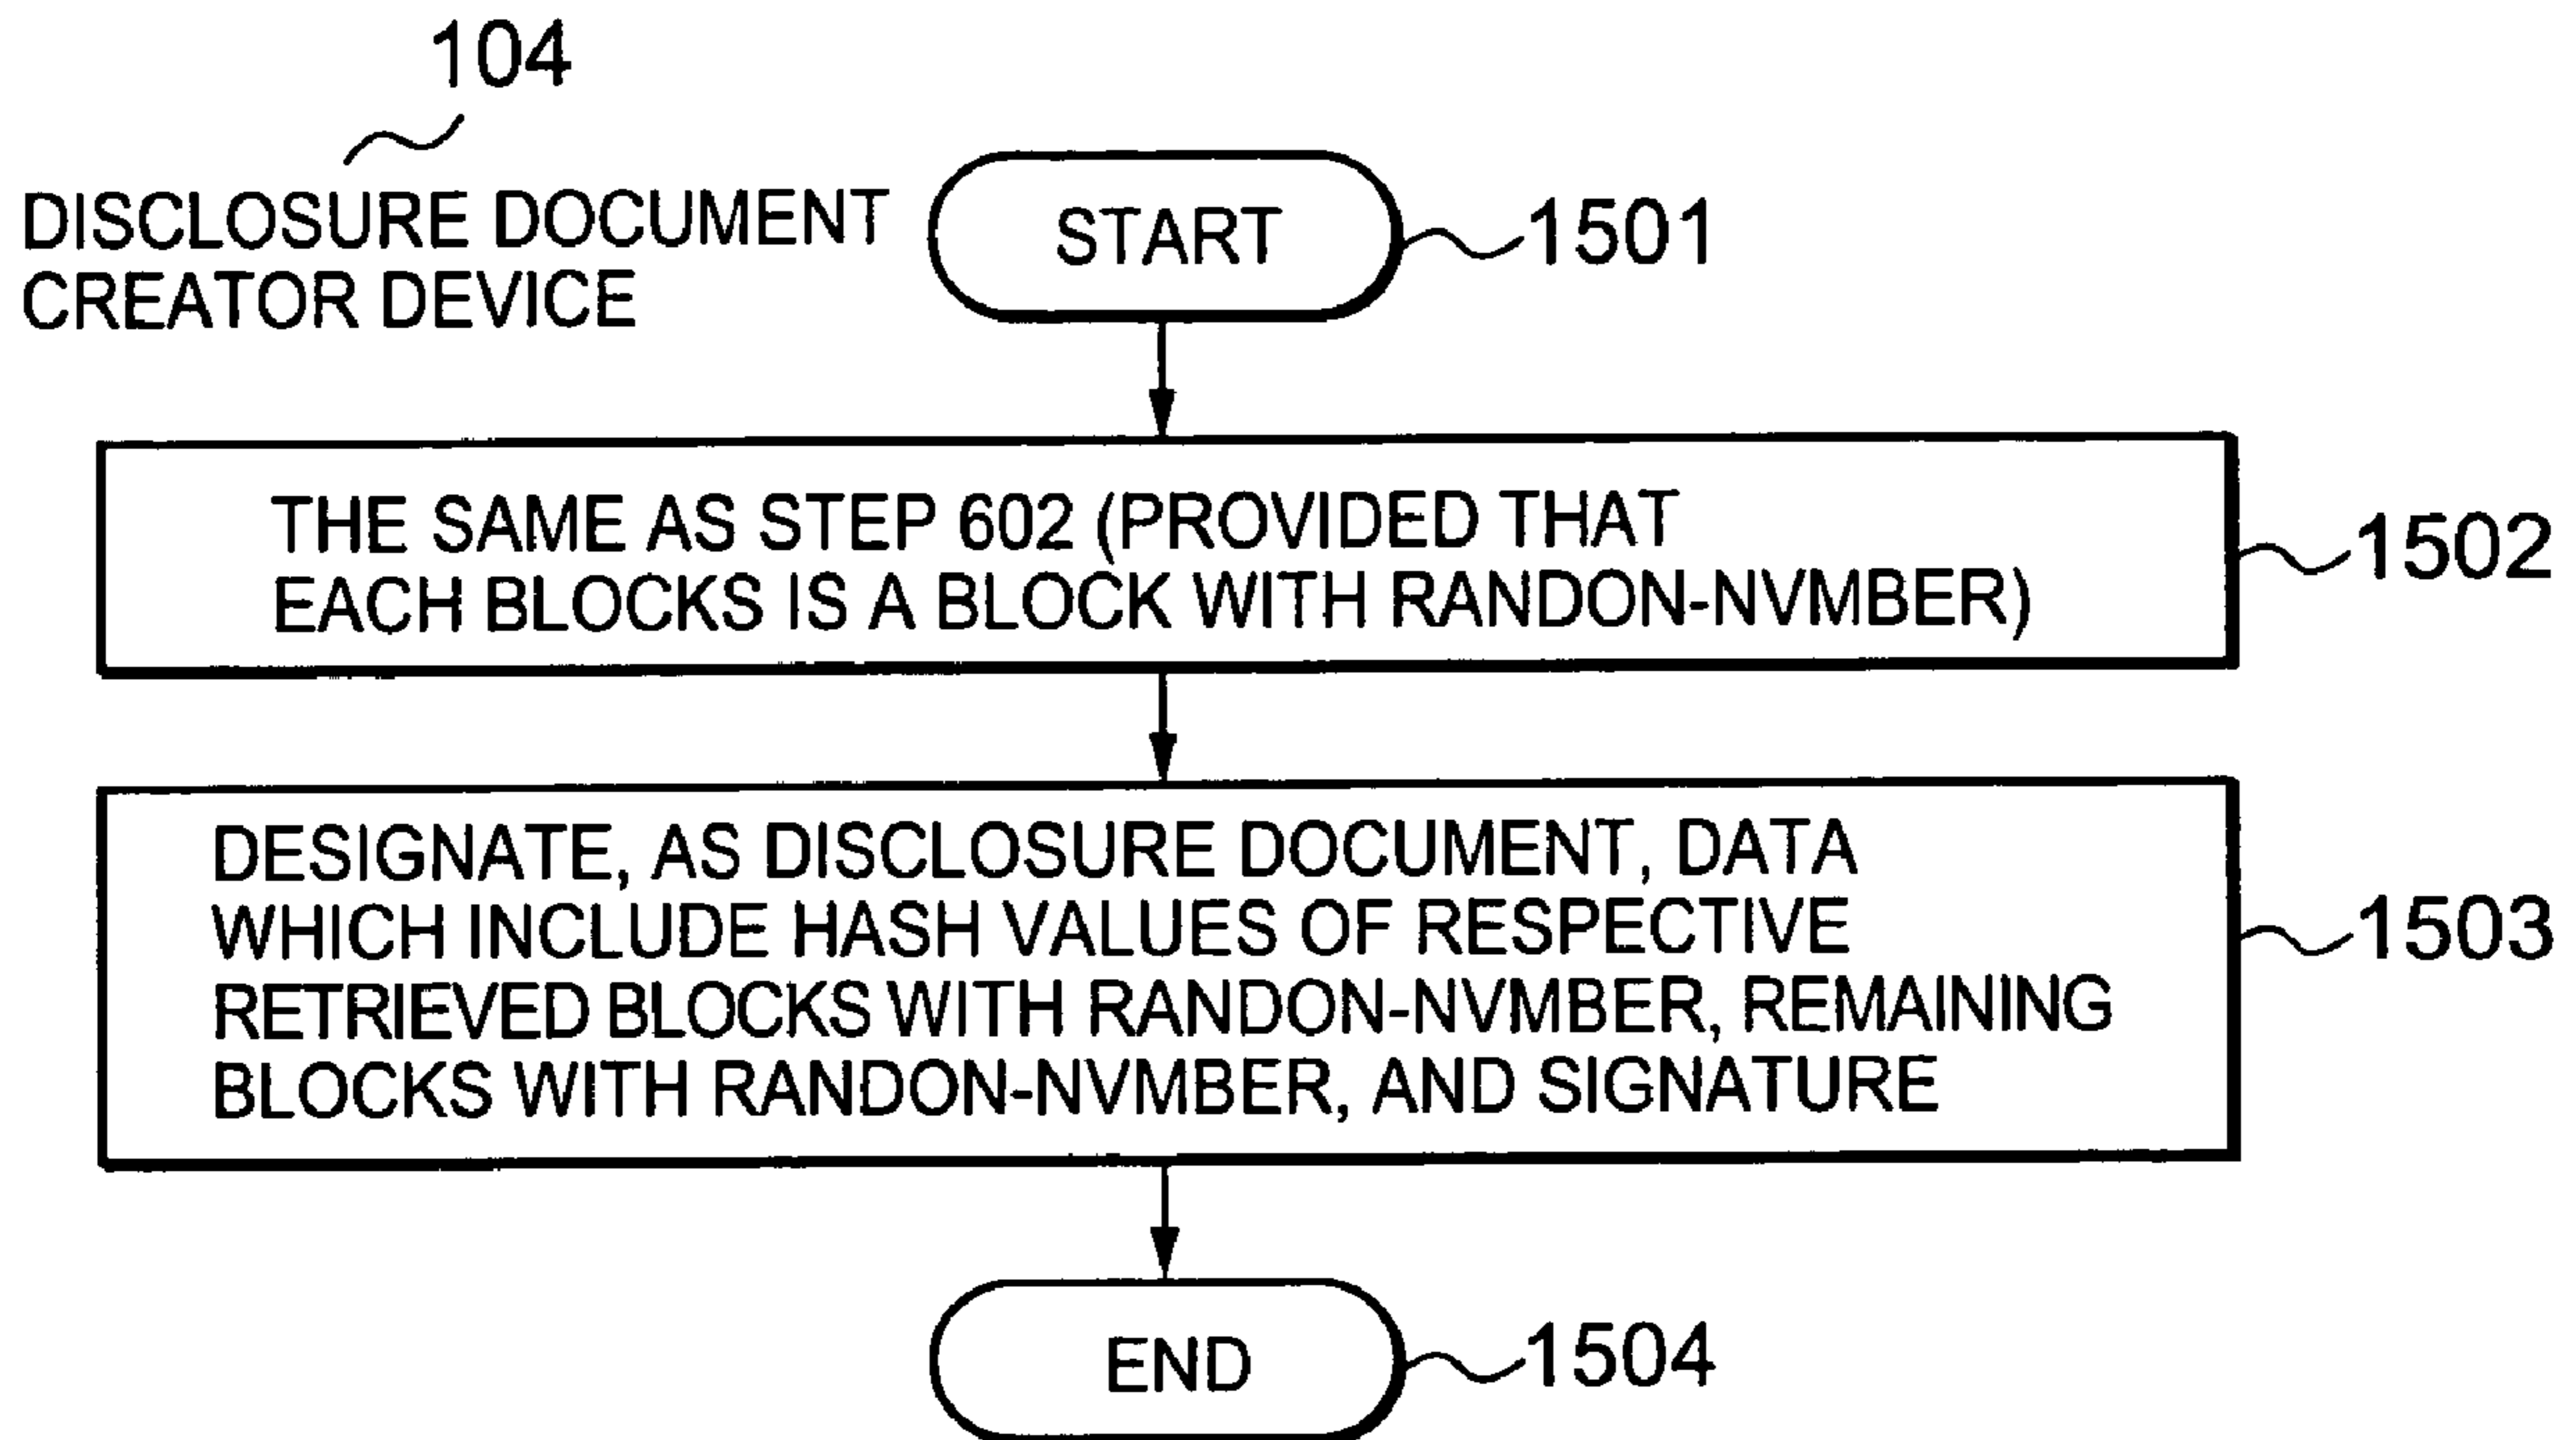 104
DISCLOSURE DOCUMENT
CREATOR DEVICE
START
1501
THE SAME AS STEP 602 (PROVIDED THAT
EACH BLOCKS IS A BLOCK WITH RANDON-NVMBER)
1502
DESIGNATE, AS DISCLOSURE DOCUMENT, DATA
WHICH INCLUDE HASH VALUES OF RESPECTIVE
RETRIEVED BLOCKS WITH RANDON-NVMBER, REMAINING
BLOCKS WITH RANDON-NVMBER, AND SIGNATURE
1503
END
1504